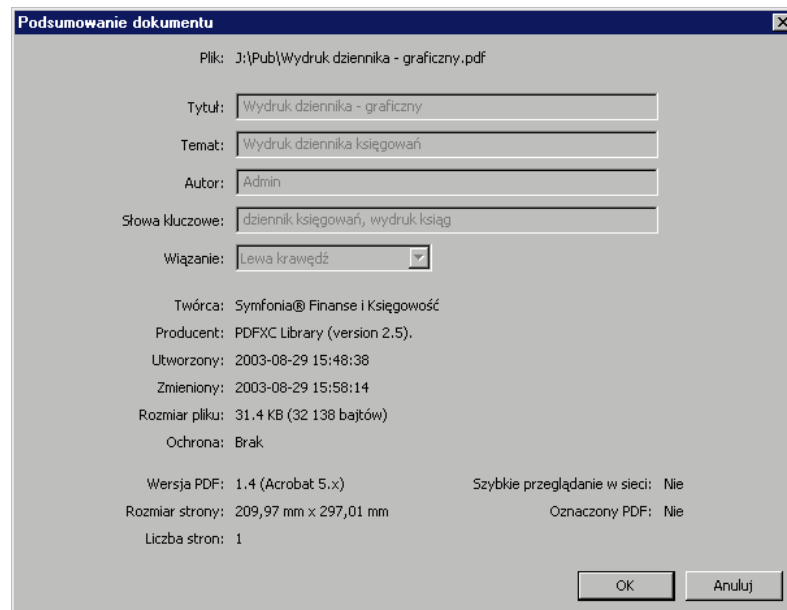 Podsumowanie dokumentu
Plik: J:\Pub\Wydruk dziennika - graficzny.pdf
Tytuł: Wydruk dziennika - graficzny
Temat: Wydruk dziennika księgowań
Autor: Admin
Słowa kluczowe: dziennik księgowań, wydruk ksiąg
Wiązanie: Lewa krawędź
Twórca: Symfonia® Finanse i Księgowość
Producent: PDFXC Library (version 2.5).
Utworzony: 2003-08-29 15:48:38
Zmieniony: 2003-08-29 15:58:14
Rozmiar pliku: 31.4 KB (32 138 bajtów)
Ochrona: Brak
Wersja PDF: 1.4 (Acrobat 5.x) Szybkie przeglądanie w sieci: Nie
Rozmiar strony: 209,97 mm x 297,01 mm Oznaczony PDF: Nie
Liczba stron: 1
OK Anuluj